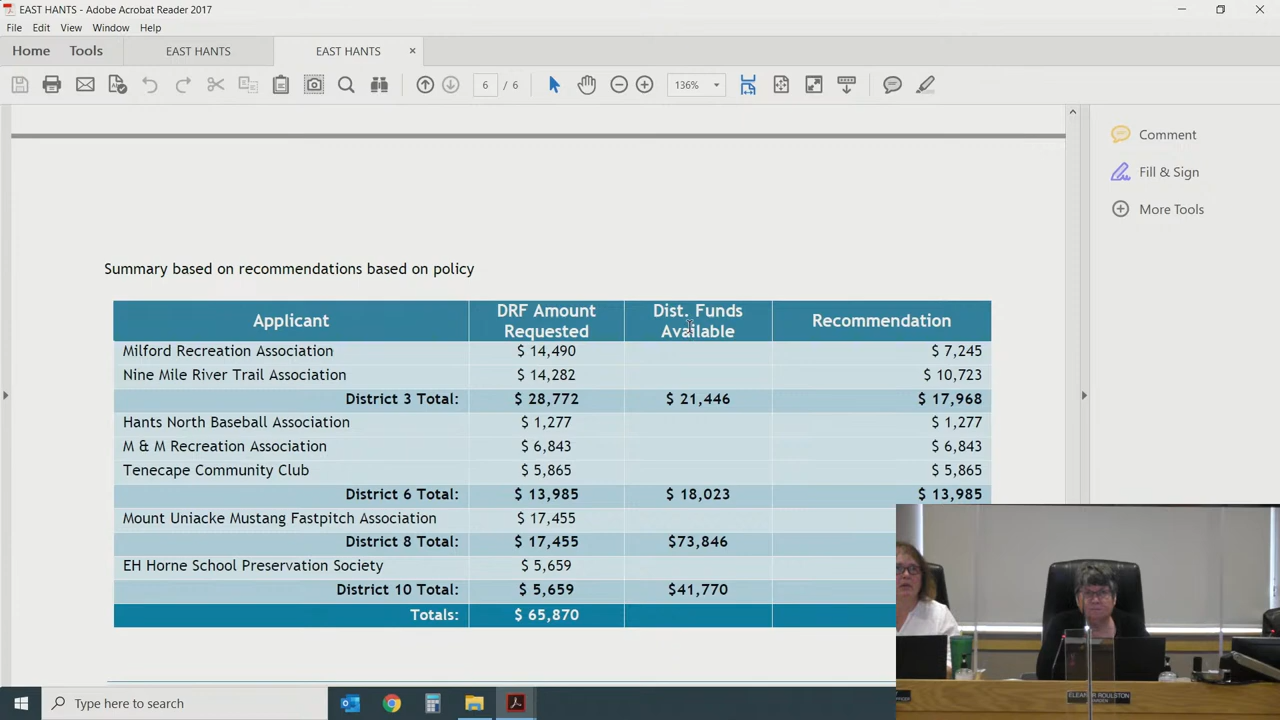 EAST HANTS - Adobe Acrobat Reader 2017
File Edit View Window Help
Home Tools EAST HANTS EAST HANTS
6 / 6 136%
Comment
Fill & Sign
More Tools
Summary based on recommendations based on policy
Applicant DRF Amount Requested Dist. Funds Available Recommendation
Milford Recreation Association $ 14,490 $ 7,245
Nine Mile River Trail Association $ 14,282 $ 10,723
District 3 Total: $ 28,772 $ 21,446 $ 17,968
Hants North Baseball Association $ 1,277 $ 1,277
M & M Recreation Association $ 6,843 $ 6,843
Tenecape Community Club $ 5,865 $ 5,865
District 6 Total: $ 13,985 $ 18,023 $ 13,985
Mount Uniacke Mustang Fastpitch Association $ 17,455
District 8 Total: $ 17,455 $73,846
EH Horne School Preservation Society $ 5,659
District 10 Total: $ 5,659 $41,770
Totals: $ 65,870
ELEANOR ROULSTON
WARDEN
Type here to search